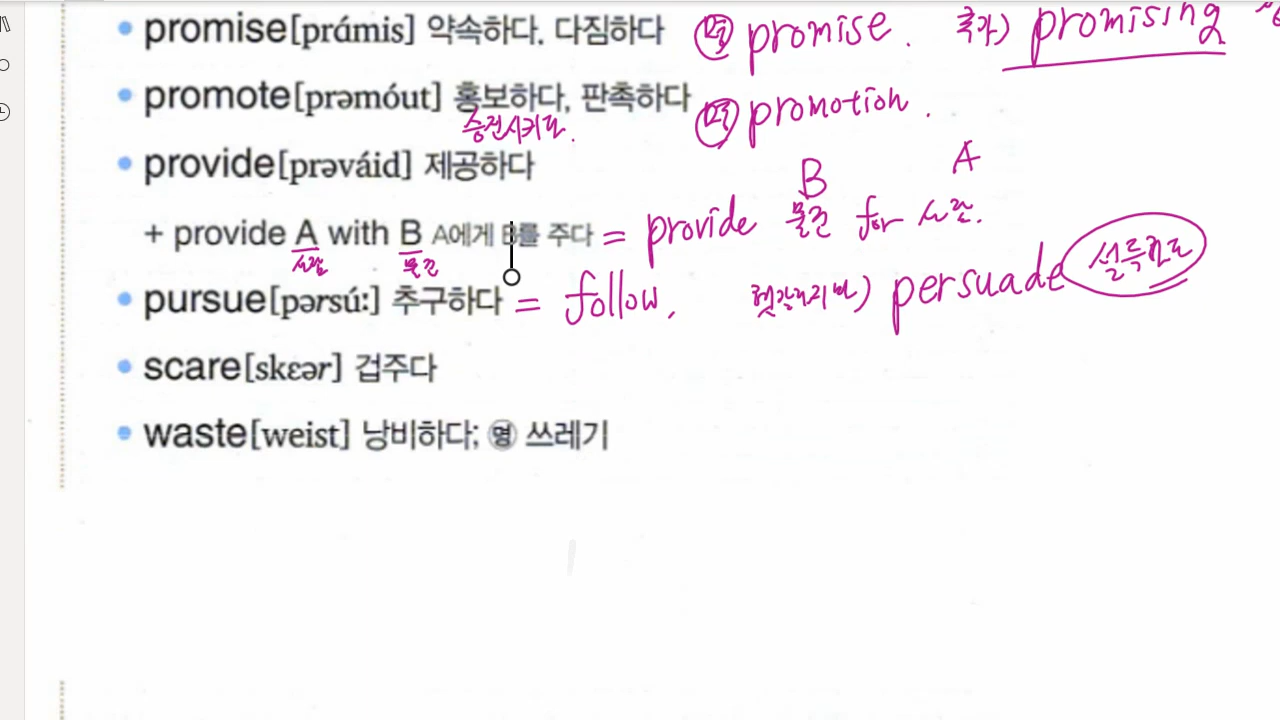 promise[prámis] 약속하다, 다짐하다 명 promise. 추가) promising
promote[prəmóut] 홍보하다, 판촉하다 명 promotion.
승진시키다.
provide[prəváid] 제공하다
B A
+ provide A with B A에게 B를 주다 = provide 물건 for 사람.
사람 물건
pursue[pərsú:] 추구하다 = follow, 헷갈리지마) persuade 설득하다
scare[skɛər] 겁주다
waste[weist] 낭비하다; 명 쓰레기